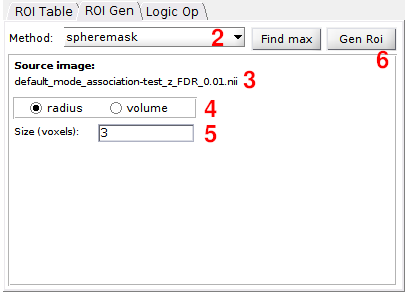 ROI Table ROI Gen Logic Op
Method: spheremask 2 Find max Gen Roi
6
Source image:
default_mode_association-test_z_FDR_0.01.nii 3
radius volume 4
Size (voxels): 3 5